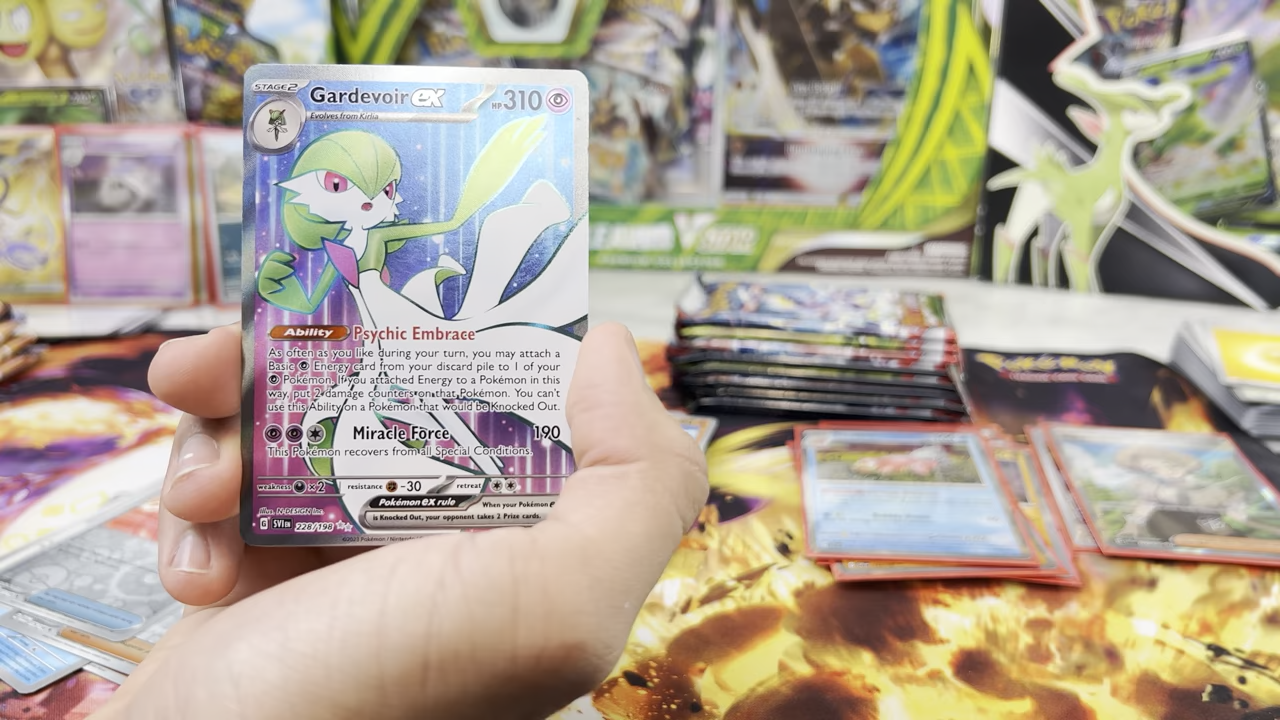 STAGE2
Gardevoir ex
HP 310
Evolves from Kirlia
Ability Psychic Embrace
As often as you like during your turn, you may attach a
Basic Energy card from your discard pile to 1 of your
Pokémon. If you attached Energy to a Pokémon in this
way, put 2 damage counters on that Pokémon. You can't
use this Ability on a Pokémon that would be Knocked Out.
Miracle Force 190
This Pokémon recovers from all Special Conditions.
weakness ×2 resistance -30 retreat
Pokémon ex rule When your Pokémon
is Knocked Out, your opponent takes 2 Prize cards.
Illus. N-DESIGN Inc.
G SVI EN 228/198
©2023 Pokémon / Nintendo